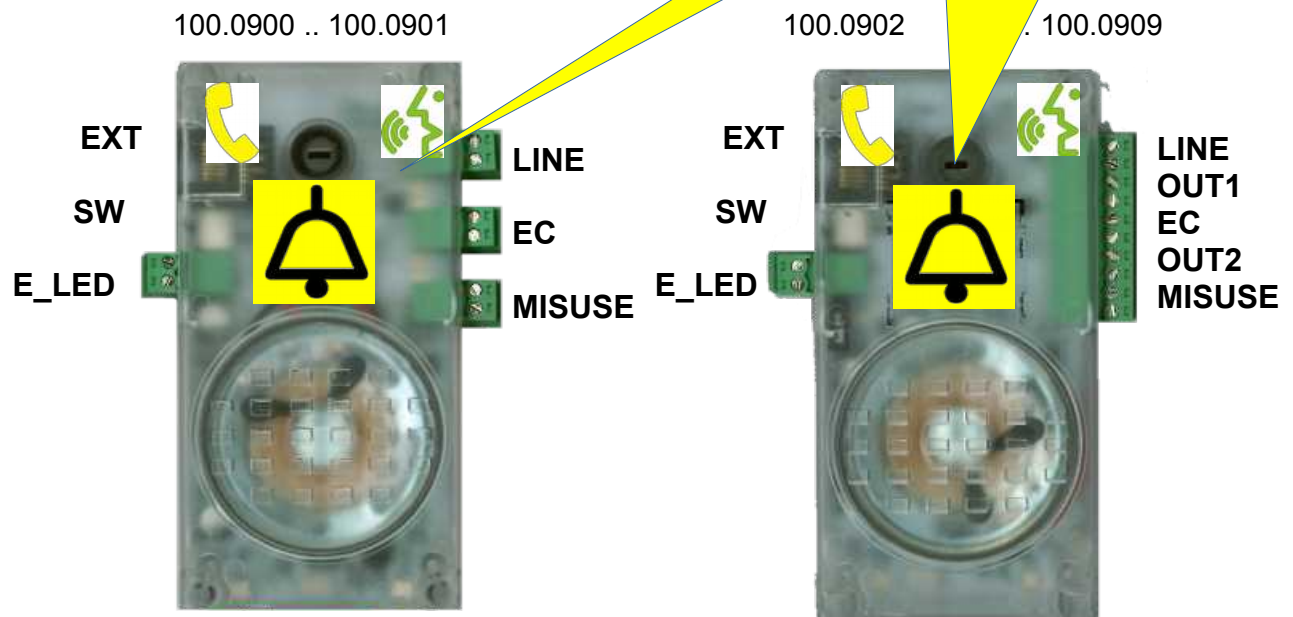 100.0900 .. 100.0901
EXT
SW
E_LED
LINE
EC
MISUSE
100.0902 . 100.0909
EXT
SW
E_LED
LINE
OUT1
EC
OUT2
MISUSE